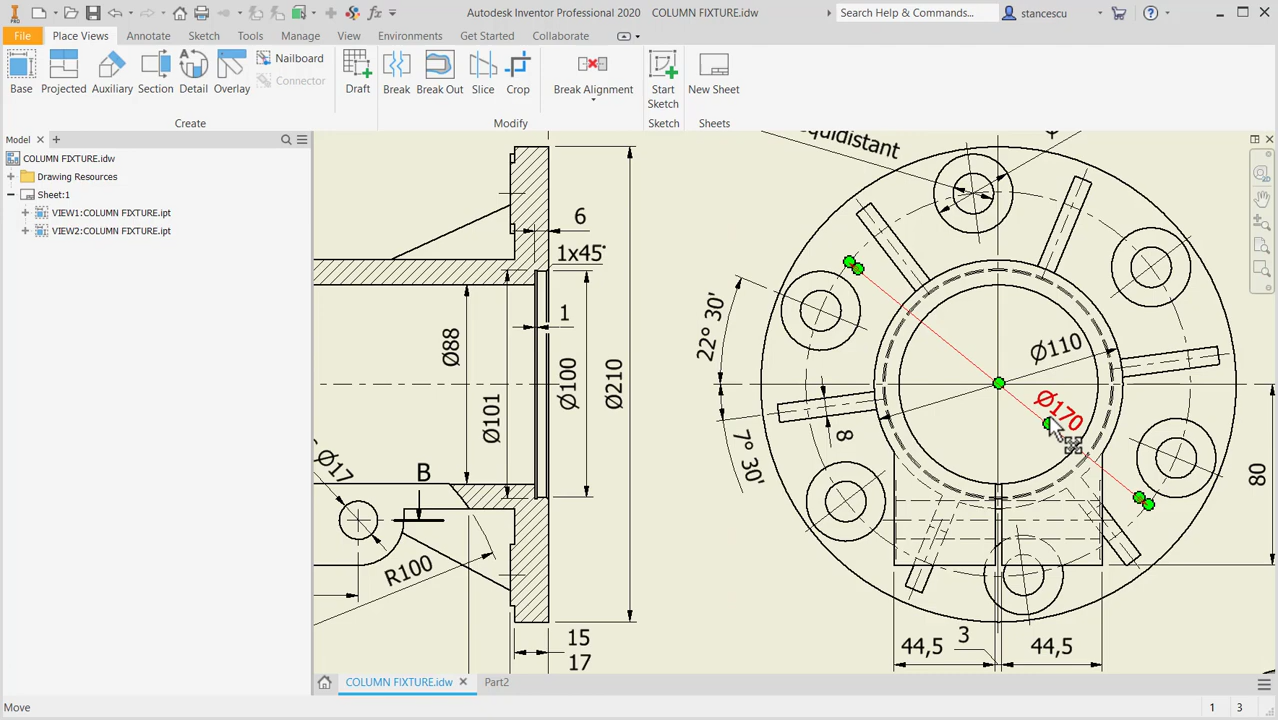 Autodesk Inventor Professional 2020 COLUMN FIXTURE.idw
Search Help & Commands...
stancescu
PRO
fx
File
Place Views
Annotate
Sketch
Tools
Manage
View
Environments
Get Started
Collaborate
Base
Projected
Auxiliary
Section
Detail
Overlay
Nailboard
Connector
Draft
Break
Break Out
Slice
Crop
Break Alignment
Start
Sketch
New Sheet
Create
Modify
Sketch
Sheets
Model
COLUMN FIXTURE.idw
Drawing Resources
Sheet:1
VIEW1:COLUMN FIXTURE.ipt
VIEW2:COLUMN FIXTURE.ipt
6
1x45°
1
Ø88
Ø101
Ø100
Ø210
Ø17
B
R100
15
17
equidistant
22° 30'
7° 30'
8
Ø110
Ø170
80
44,5
3
44,5
COLUMN FIXTURE.idw
Part2
Move
1
3